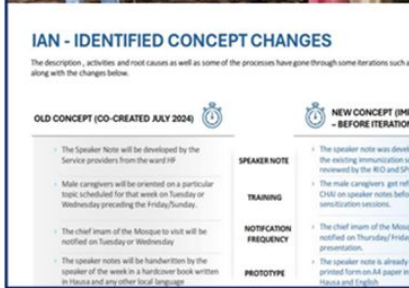 IAN - IDENTIFIED CONCEPT CHANGES
The description, activities and root causes as well as some of the processes have gone through some iterations such a
along with the changes below.
OLD CONCEPT (CO-CREATED JULY 2024)
The Speaker Note will be developed by the
Service providers from the ward HF
Male caregivers will be oriented on a particular
topic scheduled for that week on Tuesday or
Wednesday preceding the Friday/Sunday.
The chief imam of the Mosque to visit will be
notified on Tuesday or Wednesday
The speaker notes will be handwritten by the
speaker of the week in a hardcover book written
in Hausa and any other local language
SPEAKER NOTE
TRAINING
NOTIFCATION
FREQUENCY
PROTOTYPE
NEW CONCEPT (IM
– BEFORE ITERATION
The speaker note was devel
the existing immunization s
reviewed by the RIO and SP
The male caregivers get ref
CHAI on speaker notes befo
sensitization sessions.
The chief imam of the Mosq
notified on Thursday/ Frida
presentation.
The speaker note is already
printed form on A4 paper in
Hausa and English